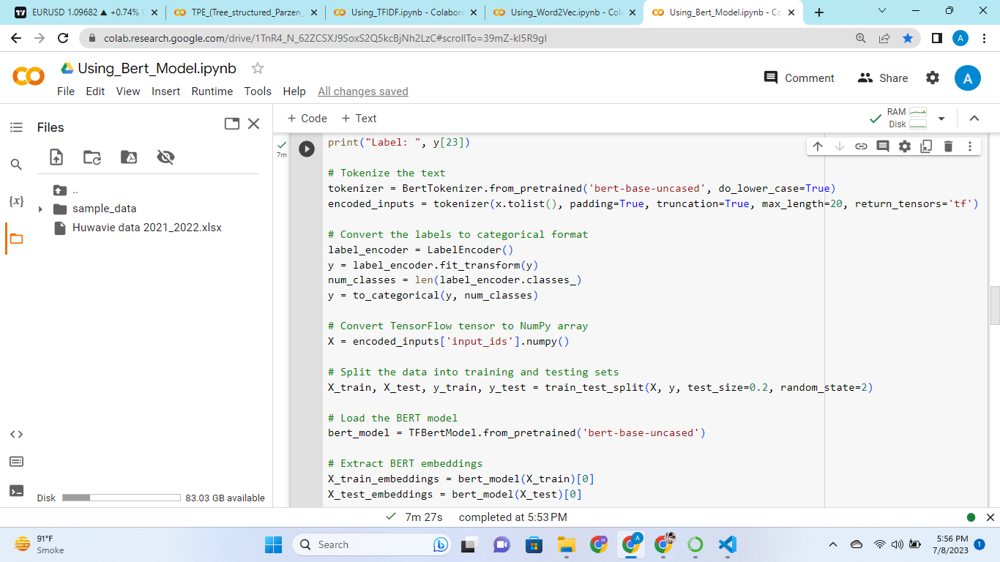 EURUSD 1.09682 ▲ +0.74%
TPE_(Tree_structured_Parzen_
Using_TFIDF.ipynb - Colabora
Using_Word2Vec.ipynb - Cola
Using_Bert_Model.ipynb - Co
colab.research.google.com/drive/1TnR4_N_62ZCSXJ9SoxS2Q5kcBjNh2LzC#scrollTo=39mZ-kI5R9gI
A
Using_Bert_Model.ipynb
File Edit View Insert Runtime Tools Help All changes saved
Comment
Share
A
Files
+ Code + Text
RAM
Disk
7m
{x}
..
sample_data
Huwavie data 2021_2022.xlsx
print("Label: ", y[23])
# Tokenize the text
tokenizer = BertTokenizer.from_pretrained('bert-base-uncased', do_lower_case=True)
encoded_inputs = tokenizer(x.tolist(), padding=True, truncation=True, max_length=20, return_tensors='tf')
# Convert the labels to categorical format
label_encoder = LabelEncoder()
y = label_encoder.fit_transform(y)
num_classes = len(label_encoder.classes_)
y = to_categorical(y, num_classes)
# Convert TensorFlow tensor to NumPy array
X = encoded_inputs['input_ids'].numpy()
# Split the data into training and testing sets
X_train, X_test, y_train, y_test = train_test_split(X, y, test_size=0.2, random_state=2)
# Load the BERT model
bert_model = TFBertModel.from_pretrained('bert-base-uncased')
# Extract BERT embeddings
X_train_embeddings = bert_model(X_train)[0]
X_test_embeddings = bert_model(X_test)[0]
Disk 83.03 GB available
7m 27s completed at 5:53 PM
91°F
Smoke
Search
M
A
5:56 PM
7/8/2023
1